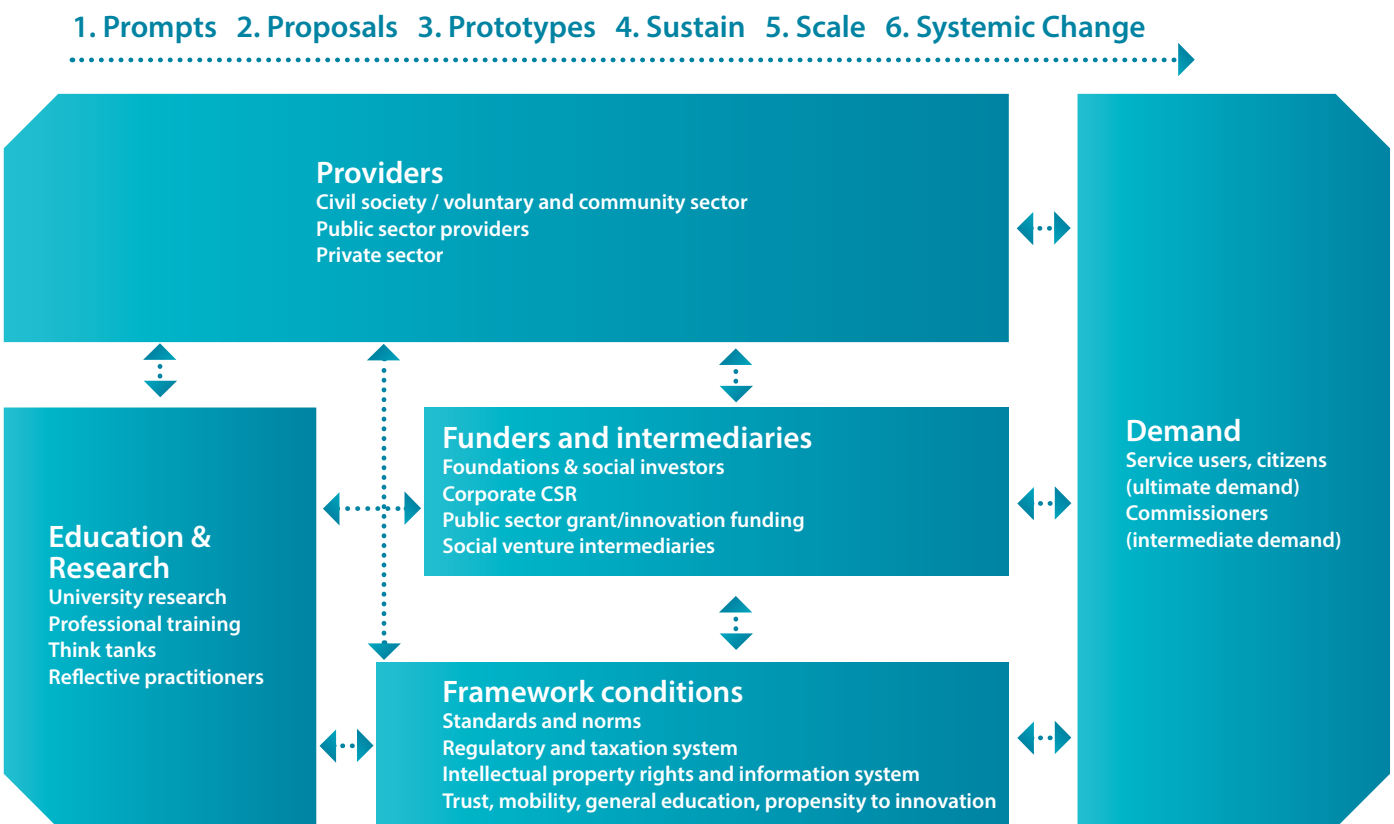 1. Prompts 2. Proposals 3. Prototypes 4. Sustain 5. Scale 6. Systemic Change
Providers
Civil society / voluntary and community sector
Public sector providers
Private sector
Education &
Research
University research
Professional training
Think tanks
Reflective practitioners
Funders and intermediaries
Foundations & social investors
Corporate CSR
Public sector grant/innovation funding
Social venture intermediaries
Framework conditions
Standards and norms
Regulatory and taxation system
Intellectual property rights and information system
Trust, mobility, general education, propensity to innovation
Demand
Service users, citizens
(ultimate demand)
Commissioners
(intermediate demand)